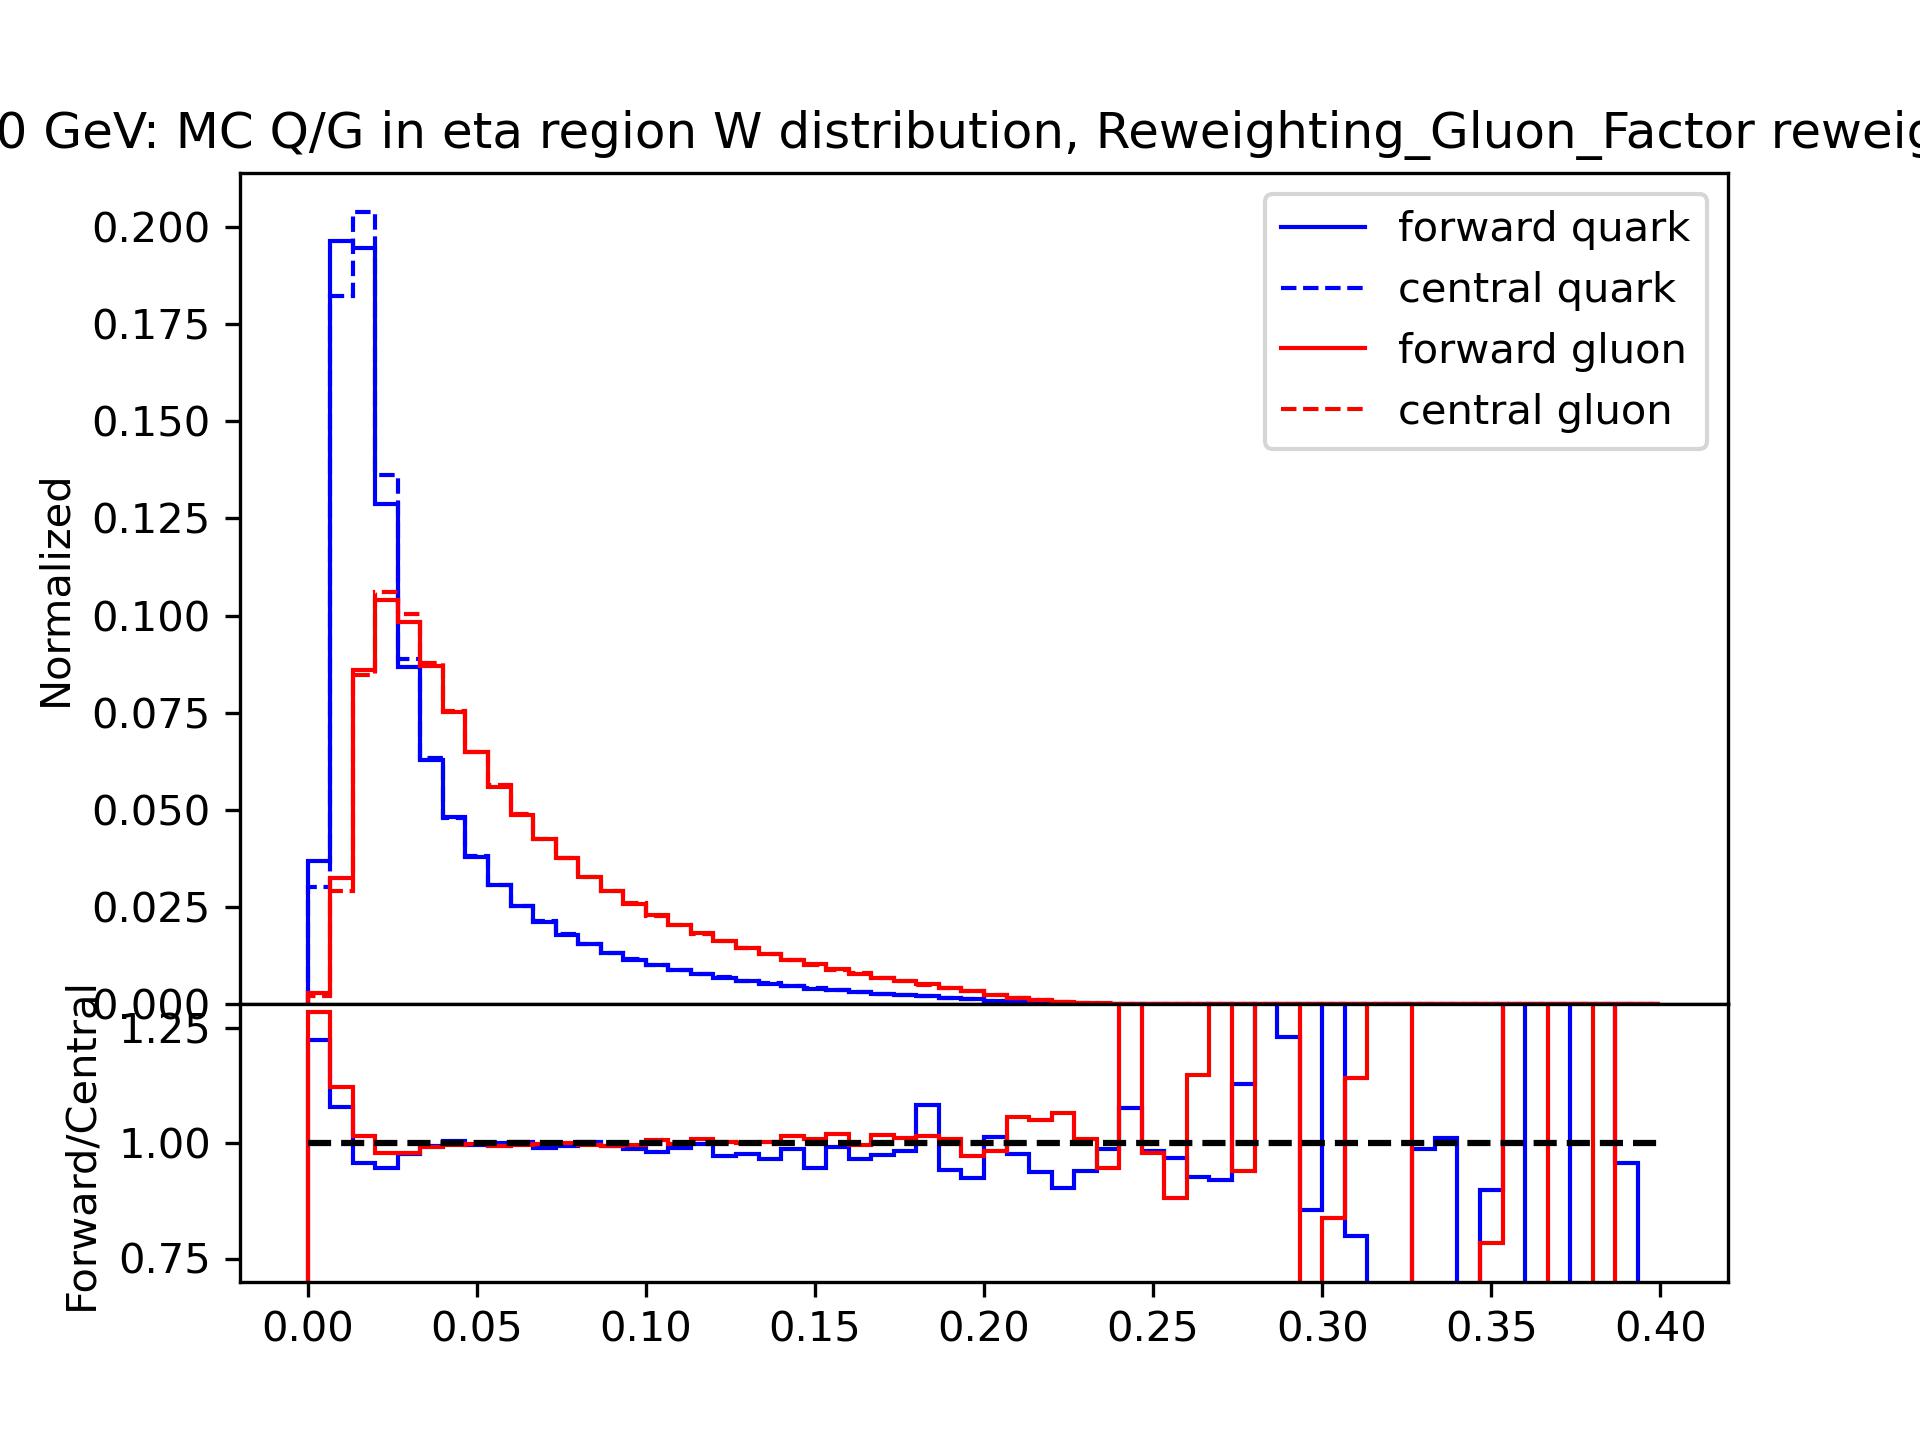 0 GeV: MC Q/G in eta region W distribution, Reweighting_Gluon_Factor
forward quark
central quark
forward gluon
central gluon
Normalized
0.200
0.175
0.150
0.125
0.100
0.075
0.050
0.025
0.000
Forward/Central
1.25
1.00
0.75
0.00 0.05 0.10 0.15 0.20 0.25 0.30 0.35 0.40